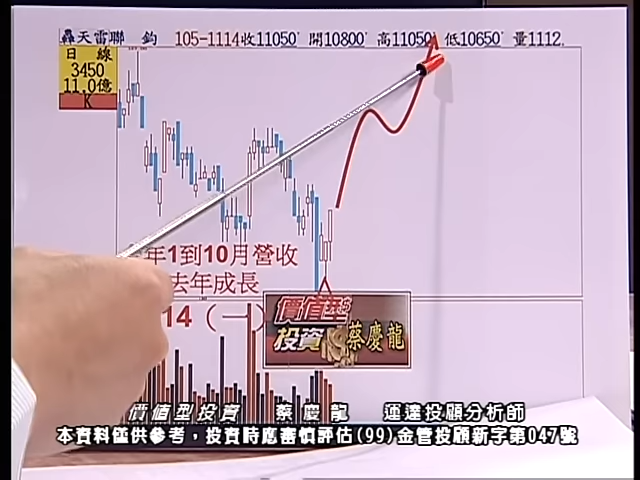 轟天雷聯 鈞 105-1114收11050' 開10800' 高11050' 低10650' 量1112.
日 線
3450
11.0億
K
年1到10月營收
去年成長
14（一）
價值型$
投資
蔡慶龍
價值型投資 蔡慶龍 運達投顧分析師
本資料僅供參考，投資時應審慎評估(99)金管投顧新字第047號